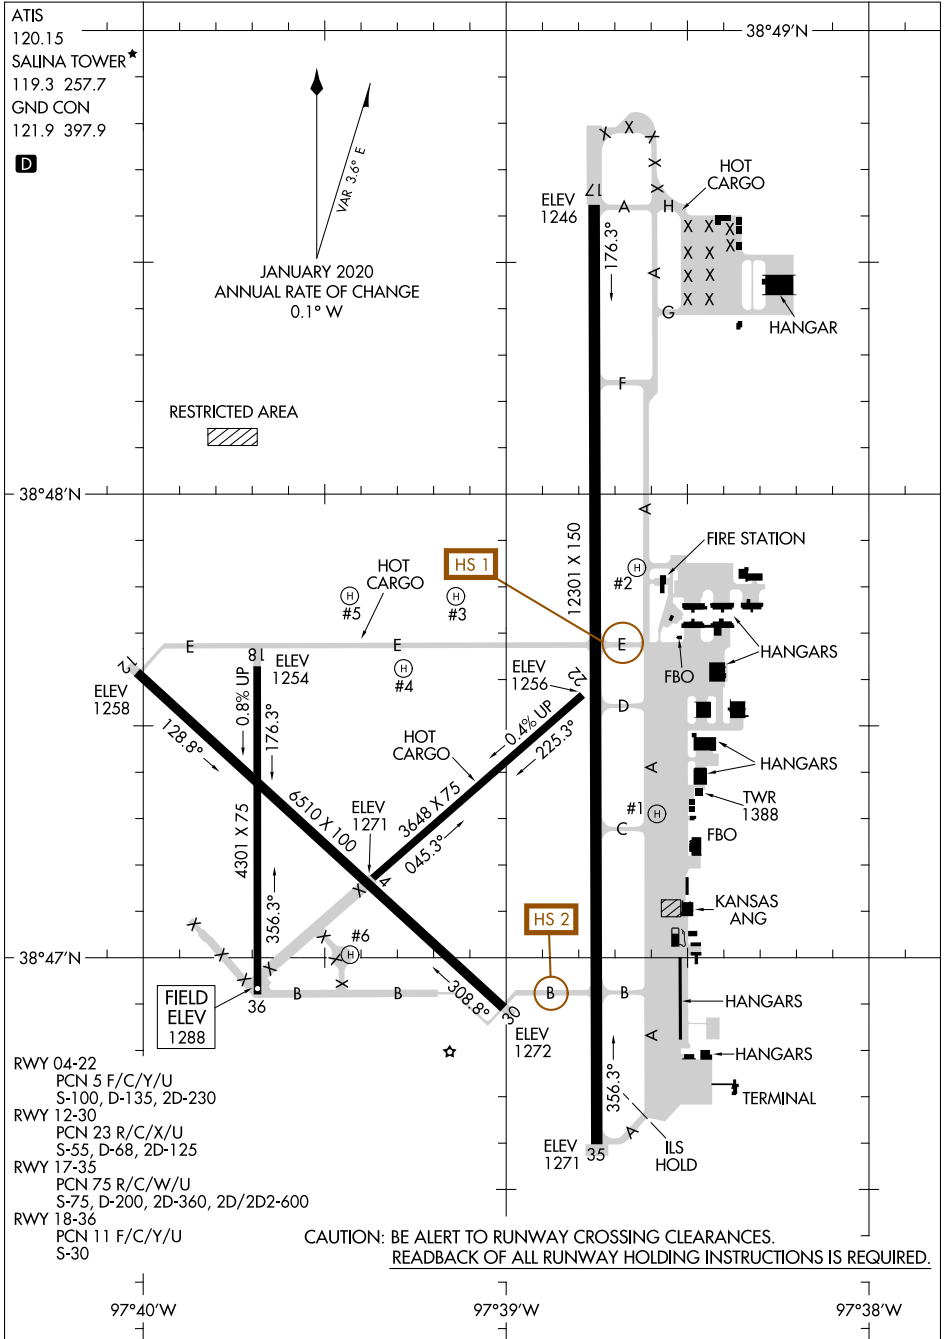 ATIS
120.15
SALINA TOWER
119.3 257.7
GND CON
121.9 397.9
D
VAR 3.6° E
JANUARY 2020
ANNUAL RATE OF CHANGE
0.1° W
RESTRICTED AREA
38°49'N
X X X
X
X
17
ELEV
1246
A
H
HOT
CARGO
176.3°
A
G
X X X
X X X
X X
X X
HANGAR
F
38°48'N
A
12301 X 150
FIRE STATION
HS 1
HOT
CARGO
H
#5
H
#3
H
#2
E
E
E
HANGARS
FBO
12
ELEV
1258
18
ELEV
1254
H
#4
ELEV
1256
22
D
0.8% UP
176.3°
128.8°
0.4% UP
225.3°
HOT
CARGO
A
HANGARS
TWR
1388
#1
H
C
FBO
6510 X 100
4301 X 75
ELEV
1271
3648 X 75
045.3°
4
X
356.3°
KANSAS
ANG
HS 2
X
X
X
X
X
X
X
#6
H
38°47'N
FIELD
ELEV
1288
36
B
B
308.8°
30
B
B
ELEV
1272
A
HANGARS
HANGARS
TERMINAL
356.3°
A
ELEV
1271
35
ILS
HOLD
RWY 04-22
PCN 5 F/C/Y/U
S-100, D-135, 2D-230
RWY 12-30
PCN 23 R/C/X/U
S-55, D-68, 2D-125
RWY 17-35
PCN 75 R/C/W/U
S-75, D-200, 2D-360, 2D/2D2-600
RWY 18-36
PCN 11 F/C/Y/U
S-30
CAUTION: BE ALERT TO RUNWAY CROSSING CLEARANCES.
READBACK OF ALL RUNWAY HOLDING INSTRUCTIONS IS REQUIRED.
97°40'W
97°39'W
97°38'W